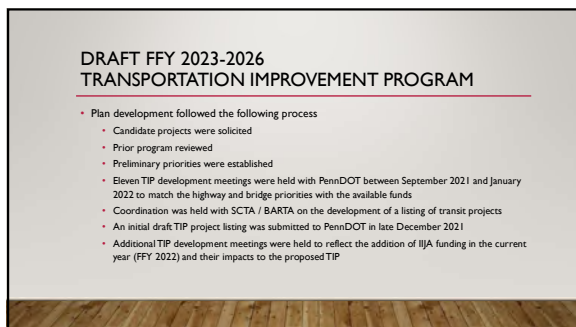 DRAFT FFY 2023-2026
TRANSPORTATION IMPROVEMENT PROGRAM
• Plan development followed the following process
• Candidate projects were solicited
• Prior program reviewed
• Preliminary priorities were established
• Eleven TIP development meetings were held with PennDOT between September 2021 and January
2022 to match the highway and bridge priorities with the available funds
• Coordination was held with SCTA / BARTA on the development of a listing of transit projects
• An initial draft TIP project listing was submitted to PennDOT in late December 2021
• Additional TIP development meetings were held to reflect the addition of IIJA funding in the current
year (FFY 2022) and their impacts to the proposed TIP